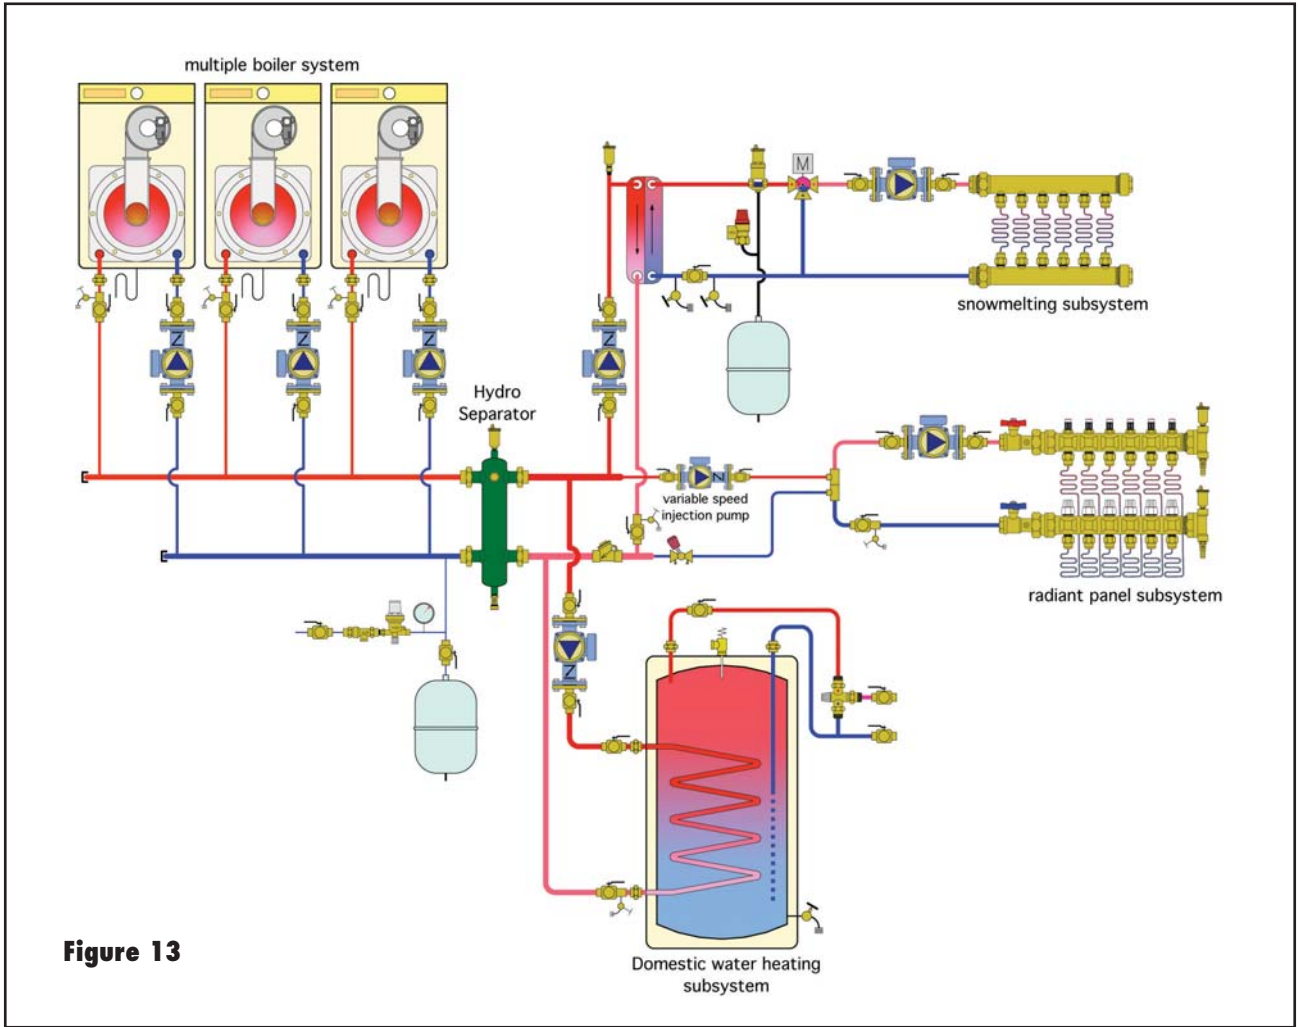 multiple boiler system
M
snowmelting subsystem
Z
Z
Z
Z
Hydro
Separator
Z
variable speed
injection pump
radiant panel subsystem
Z
Domestic water heating
subsystem
Figure 13